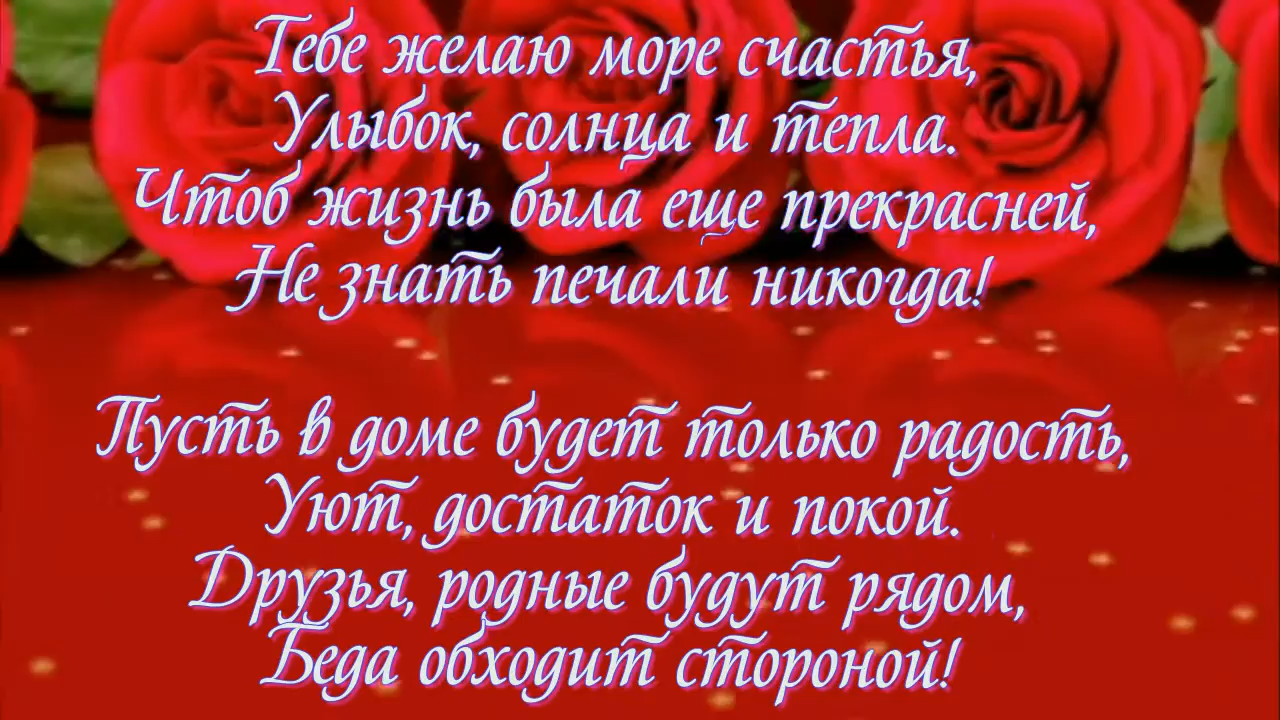 Тебе желаю море счастья,
Улыбок, солнца и тепла.
Чтоб жизнь была еще прекрасней,
Не знать печали никогда!
Пусть в доме будет только радость,
Уют, достаток и покой.
Друзья, родные будут рядом,
Беда обходит стороной!